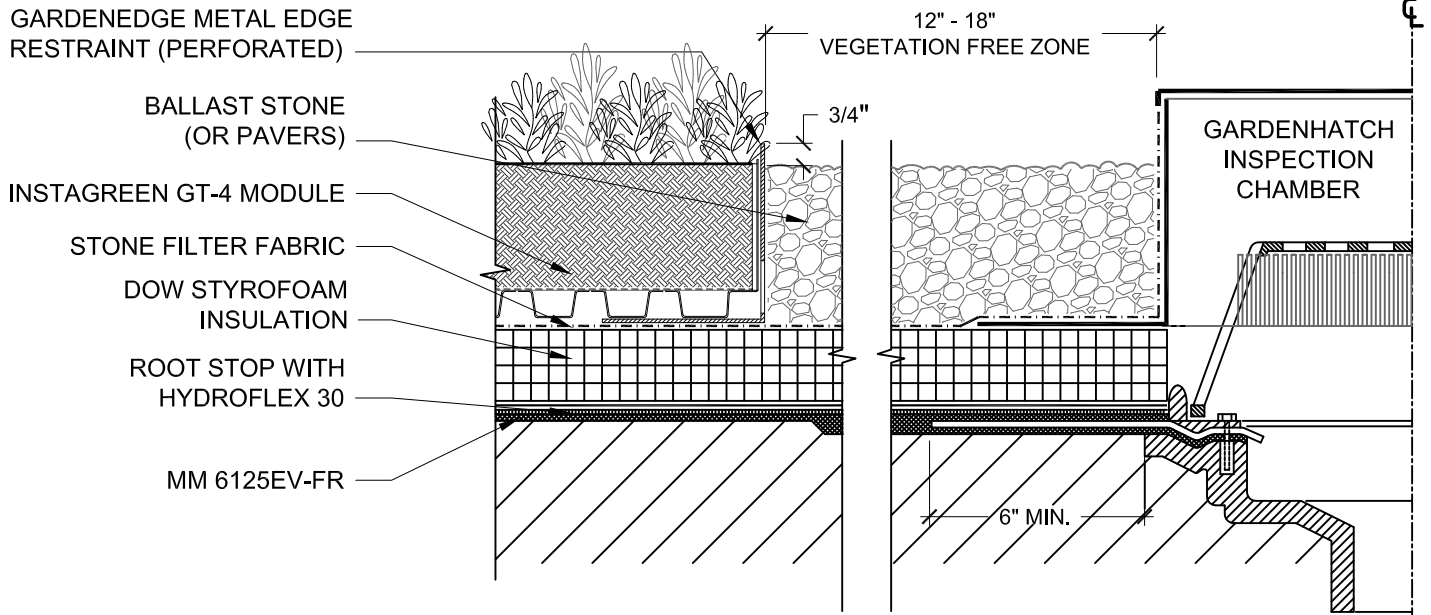 GARDENEDGE METAL EDGE
RESTRAINT (PERFORATED)
BALLAST STONE
(OR PAVERS)
INSTAGREEN GT-4 MODULE
STONE FILTER FABRIC
DOW STYROFOAM
INSULATION
ROOT STOP WITH
HYDROFLEX 30
MM 6125EV-FR
12" - 18"
VEGETATION FREE ZONE
3/4"
GARDENHATCH
INSPECTION
CHAMBER
6" MIN.
℄